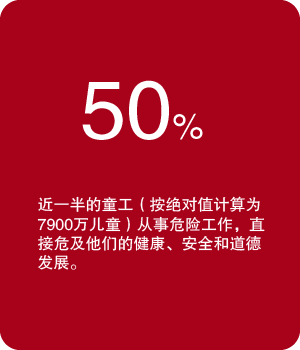 50%
近一半的童工（按绝对值计算为
7900万儿童）从事危险工作，直
接危及他们的健康、安全和道德
发展。